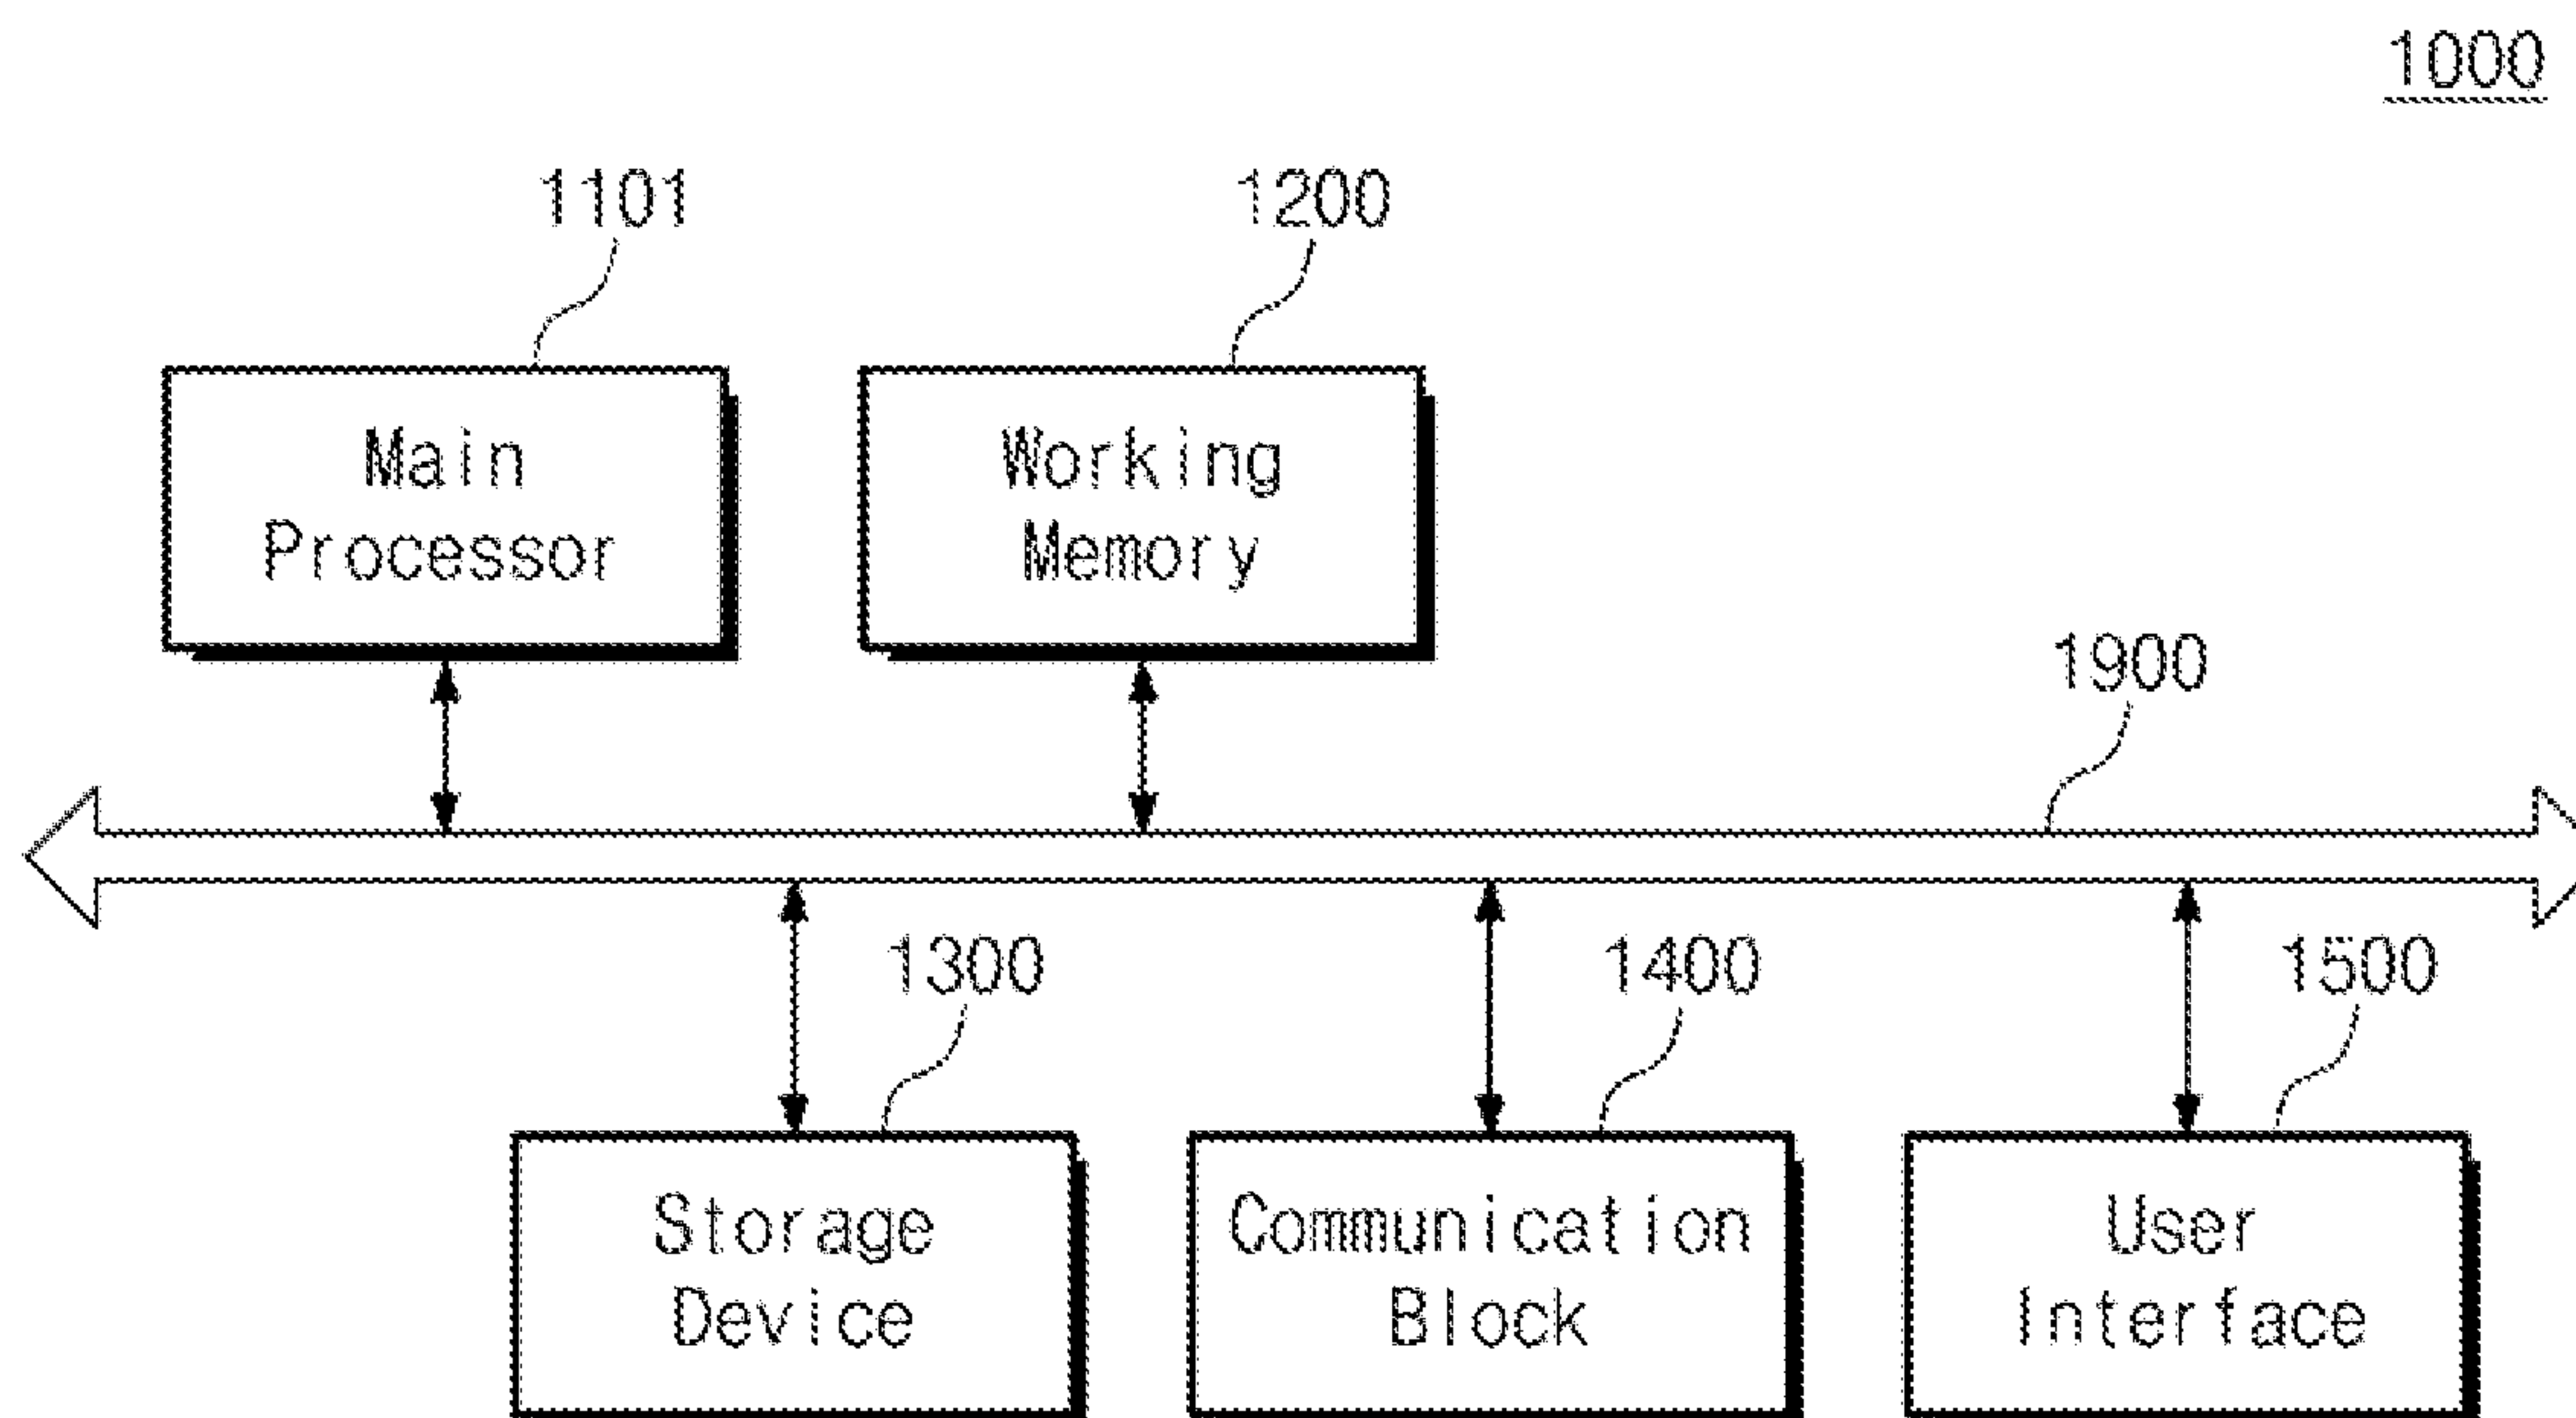 1000
1101
1200
Main
Processor
Working
Memory
1900
1300
1400
1500
Storage
Device
Communication
Block
User
Interface